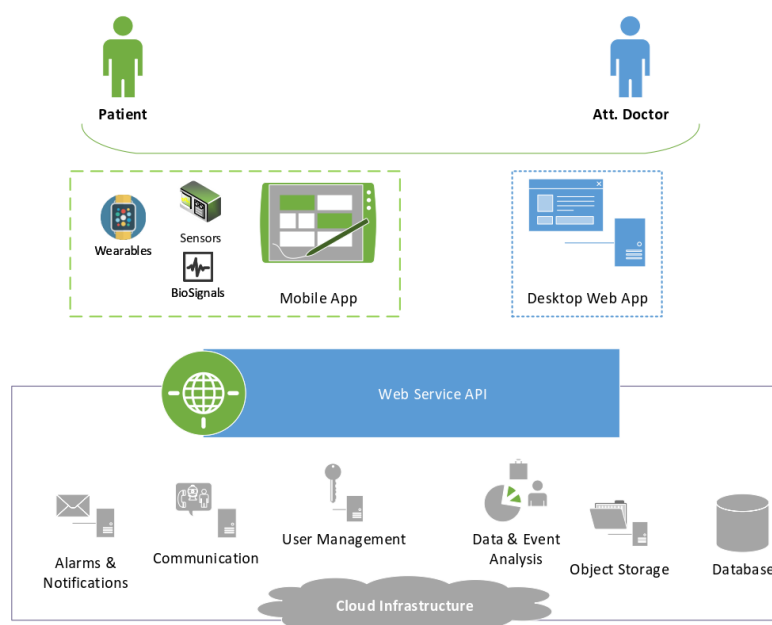 Patient
Att. Doctor
Wearables
Sensors
BioSignals
Mobile App
Desktop Web App
Web Service API
Alarms &
Notifications
Communication
User Management
Data & Event
Analysis
Object Storage
Database
Cloud Infrastructure